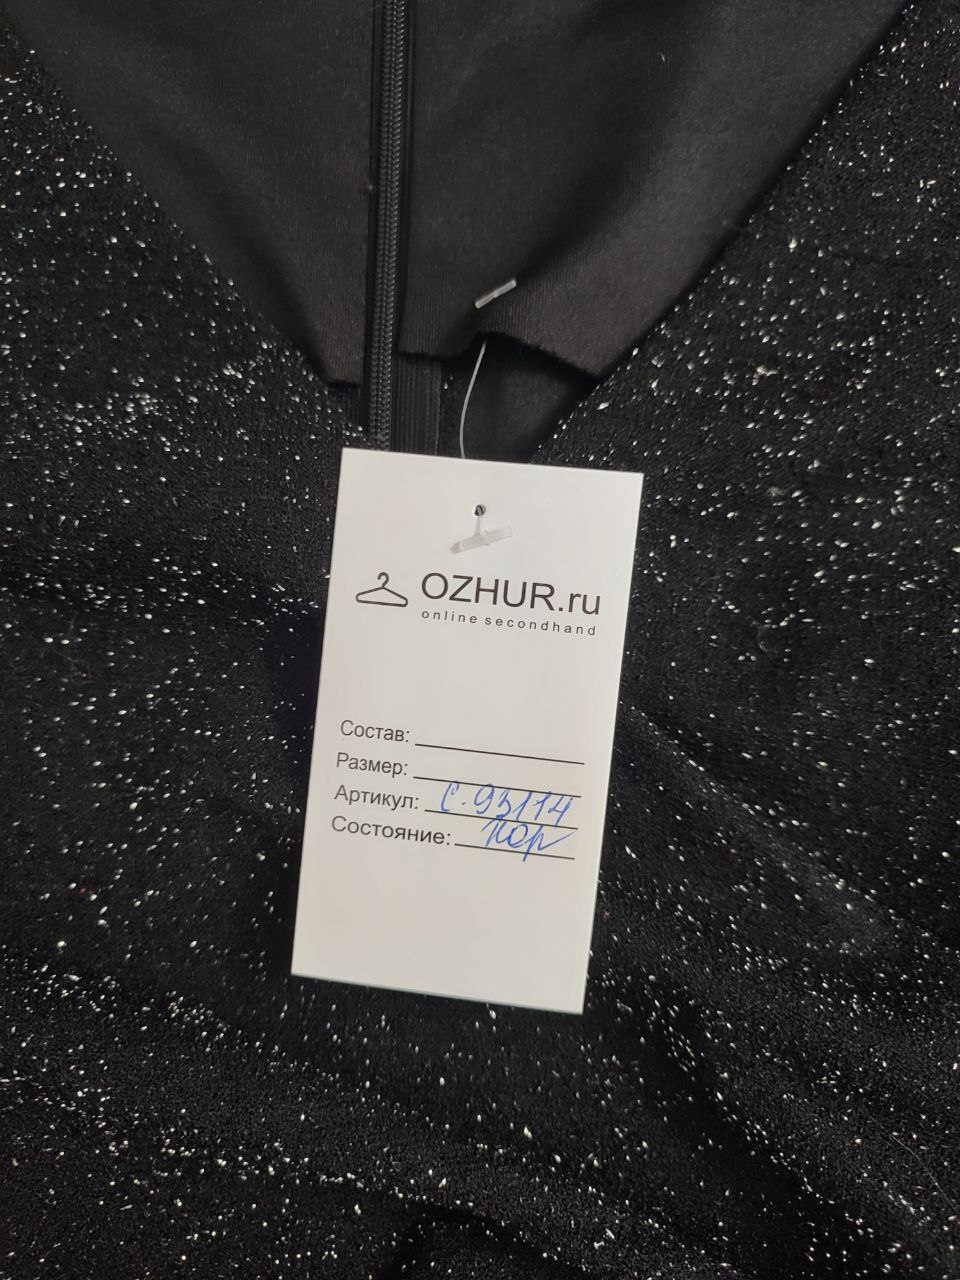 OZHUR.ru
online secondhand
Состав:
Размер:
Артикул: С-93114
Состояние: хор